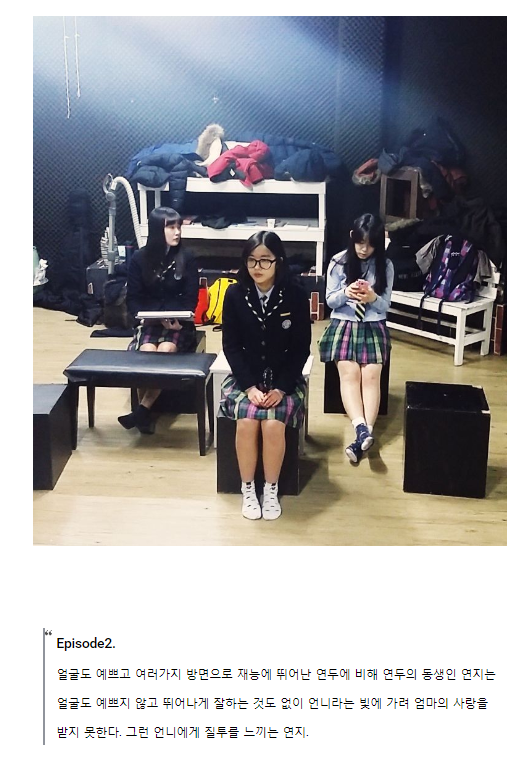 Episode2.
얼굴도 예쁘고 여러가지 방면으로 재능에 뛰어난 연두에 비해 연두의 동생인 연지는
얼굴도 예쁘지 않고 뛰어나게 잘하는 것도 없이 언니라는 빛에 가려 엄마의 사랑을
받지 못한다. 그런 언니에게 질투를 느끼는 연지.